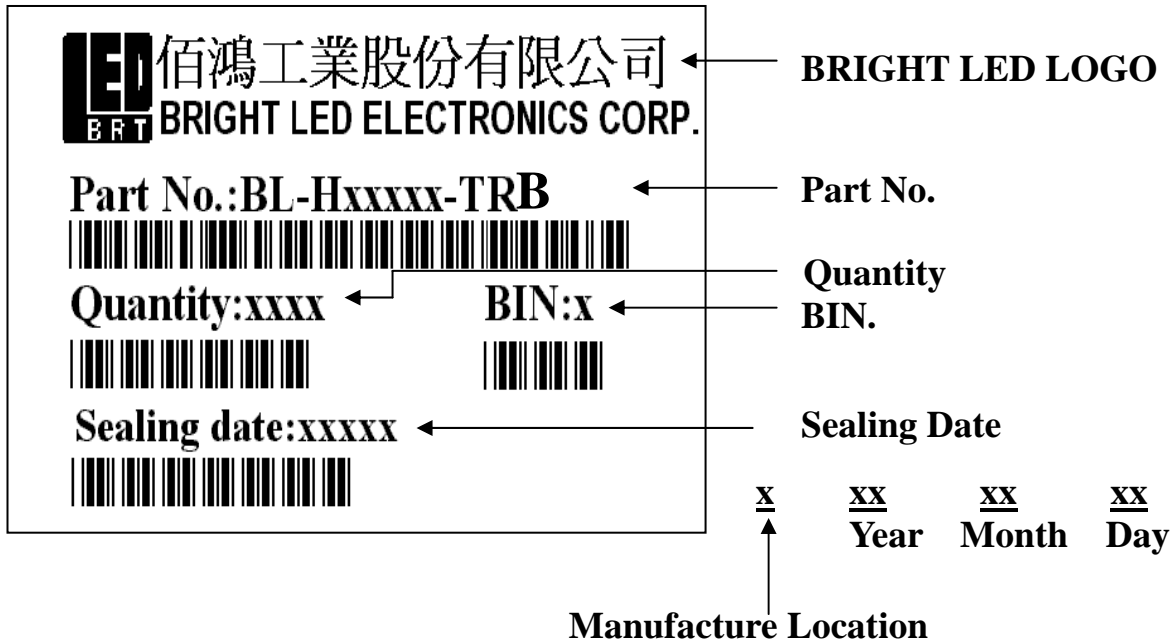 LED 佰鴻工業股份有限公司 BRIGHT LED LOGO
BRT BRIGHT LED ELECTRONICS CORP.
Part No.:BL-Hxxxxx-TRB Part No.
Quantity:xxxx BIN:x Quantity
BIN.
Sealing date:xxxxx Sealing Date
x xx xx xx
Year Month Day
Manufacture Location